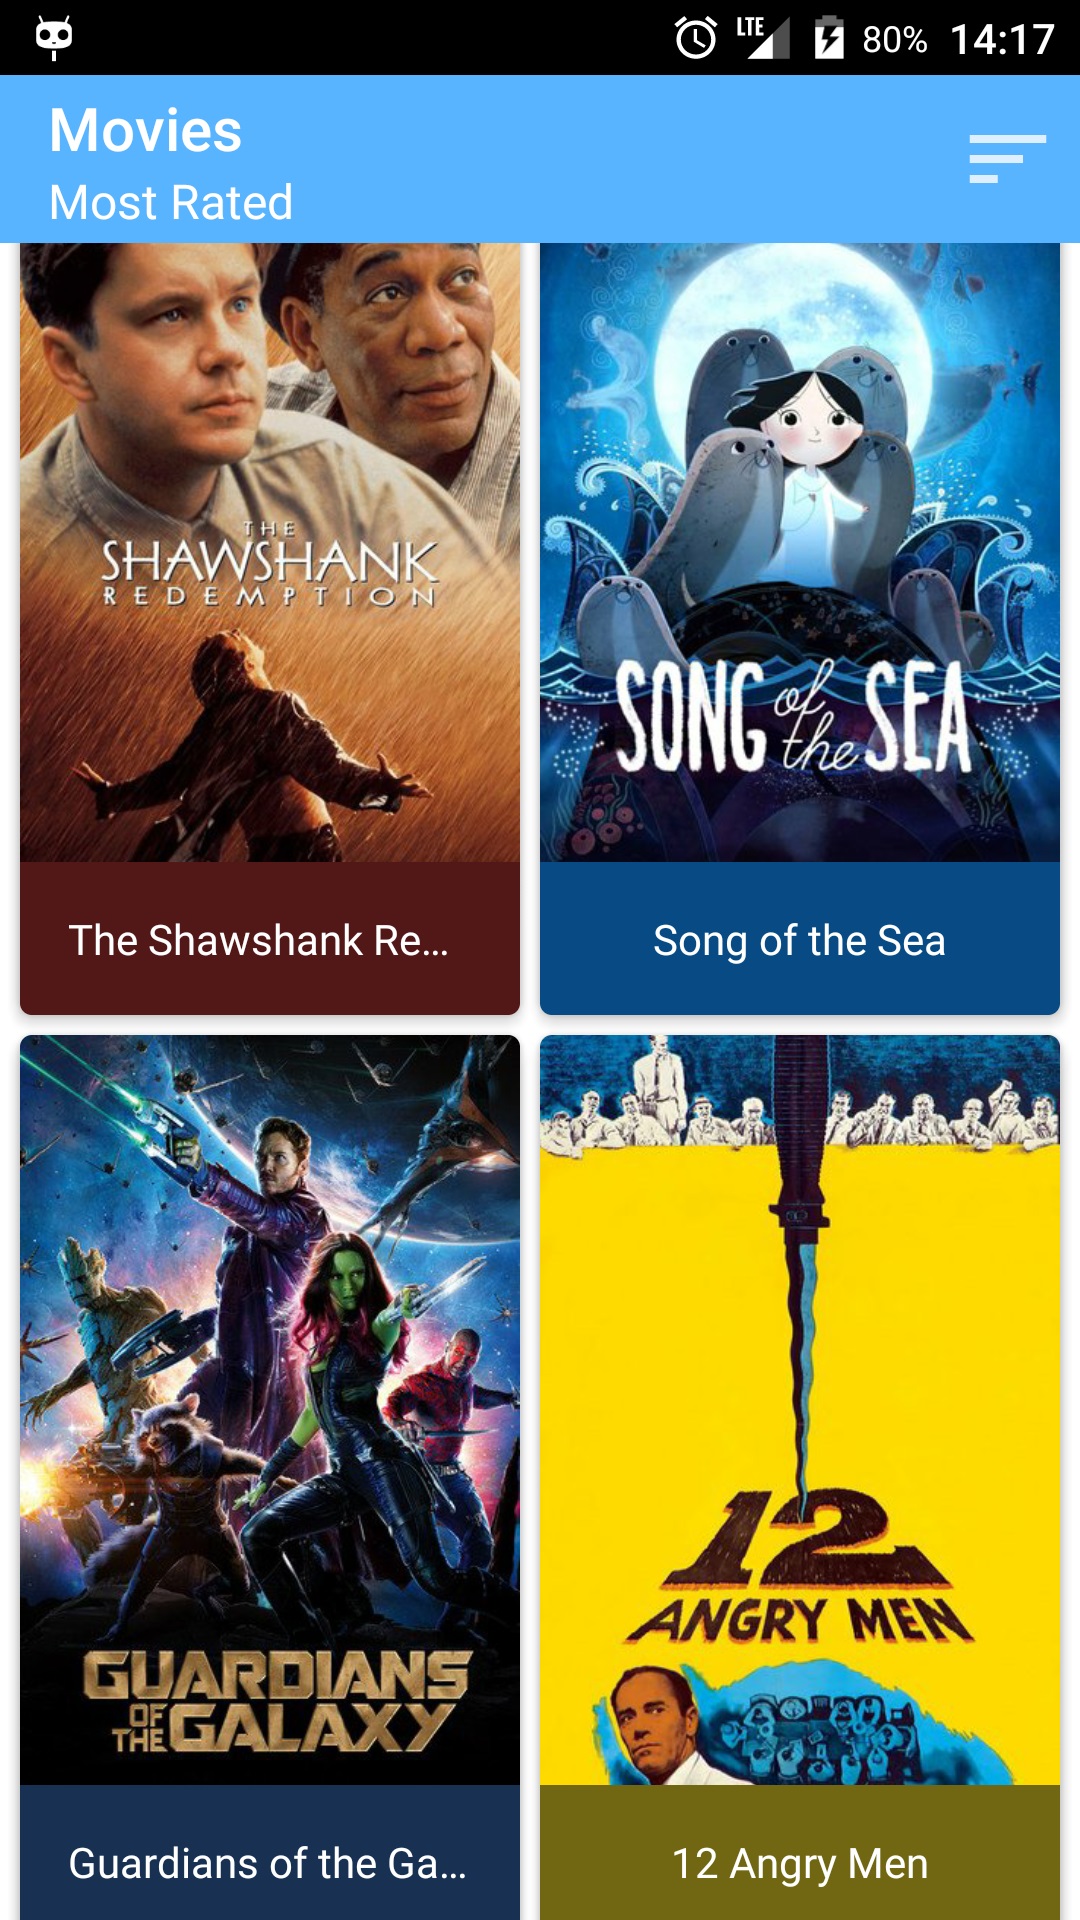 LTE 80% 14:17
Movies
Most Rated
THE
SHAWSHANK
REDEMPTION
SONG of the SEA
The Shawshank Re...
Song of the Sea
GUARDIANS
OF THE GALAXY
12
ANGRY MEN
Guardians of the Ga...
12 Angry Men